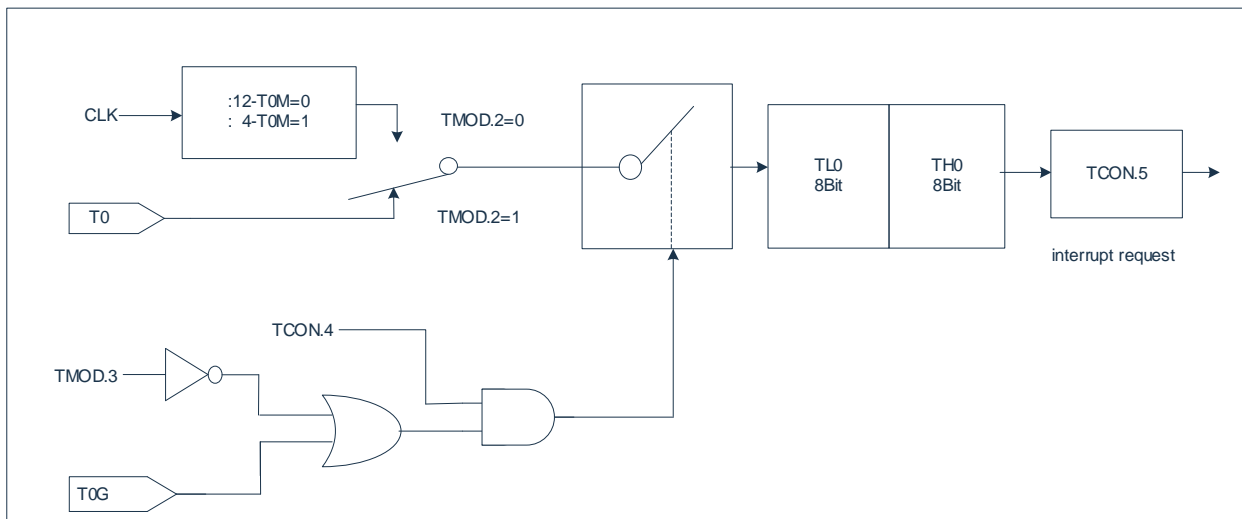 :12-T0M=0
: 4-T0M=1
CLK
TMOD.2=0
T0
TMOD.2=1
TL0
8Bit
TH0
8Bit
TCON.5
interrupt request
TCON.4
TMOD.3
T0G